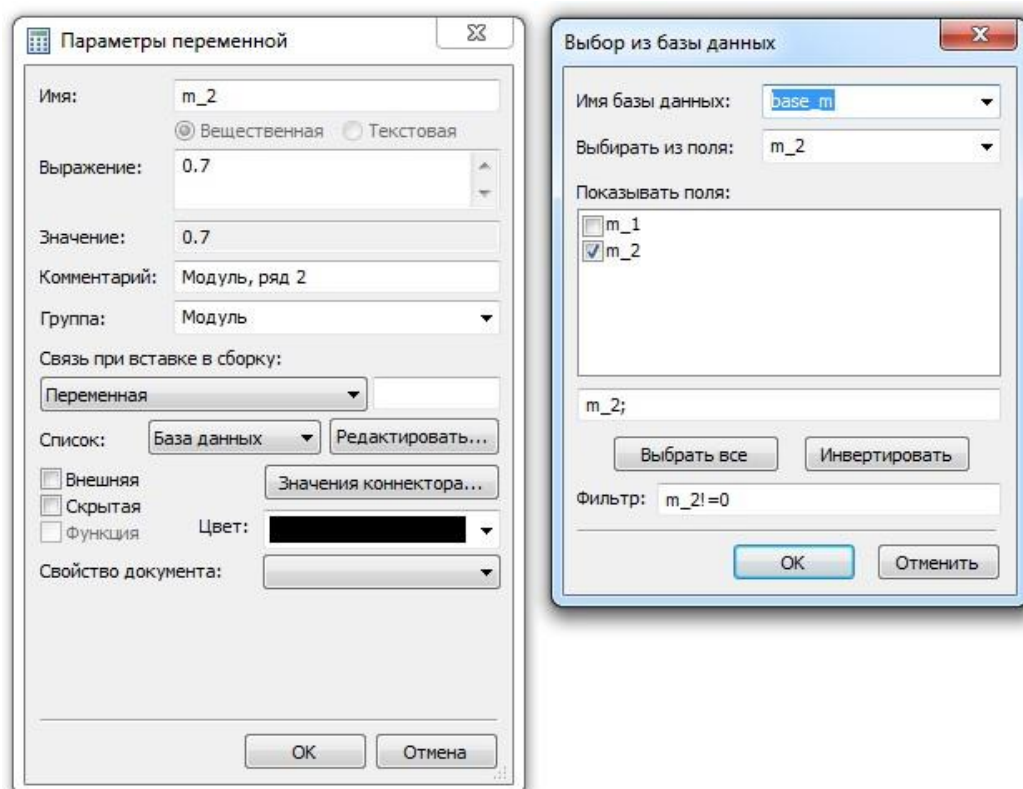 Параметры переменной
Имя: m_2
Вещественная Текстовая
Выражение: 0.7
Значение: 0.7
Комментарий: Модуль, ряд 2
Группа: Модуль
Связь при вставке в сборку:
Переменная
Список: База данных Редактировать...
Внешняя Значения коннектора...
Скрытая
Функция Цвет:
Свойство документа:
OK Отмена
Выбор из базы данных
Имя базы данных: base_m
Выбирать из поля: m_2
Показывать поля:
m_1
m_2
m_2;
Выбрать все Инвертировать
Фильтр: m_2!=0
OK Отменить